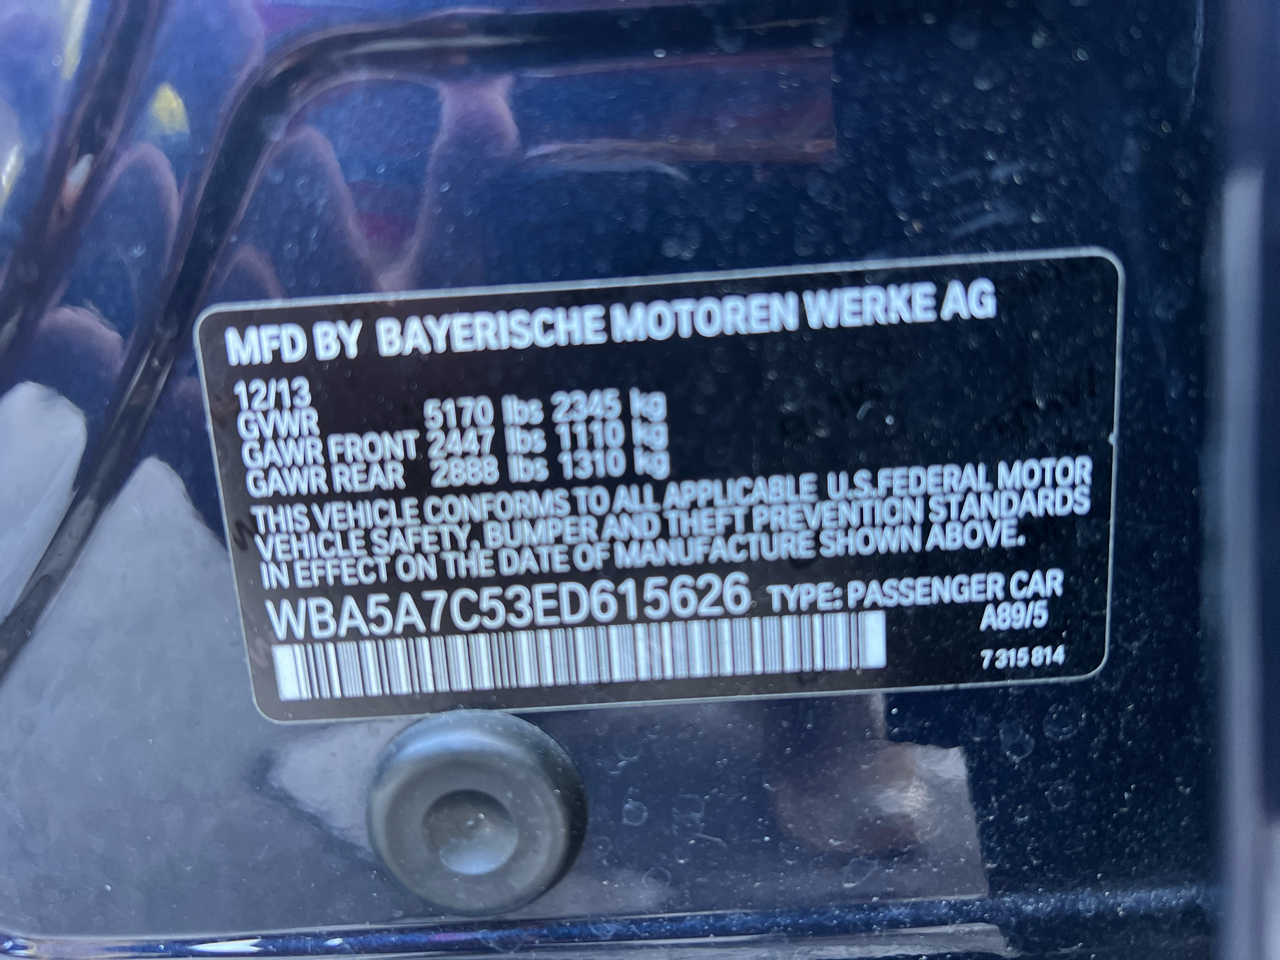 MFD BY BAYERISCHE MOTOREN WERKE AG
12/13
GVWR 5170 lbs 2345 kg
GAWR FRONT 2447 lbs 1110 kg
GAWR REAR 2888 lbs 1310 kg
THIS VEHICLE CONFORMS TO ALL APPLICABLE U.S.FEDERAL MOTOR
VEHICLE SAFETY, BUMPER AND THEFT PREVENTION STANDARDS
IN EFFECT ON THE DATE OF MANUFACTURE SHOWN ABOVE.
WBA5A7C53ED615626 TYPE: PASSENGER CAR
A89/5
7 315 814